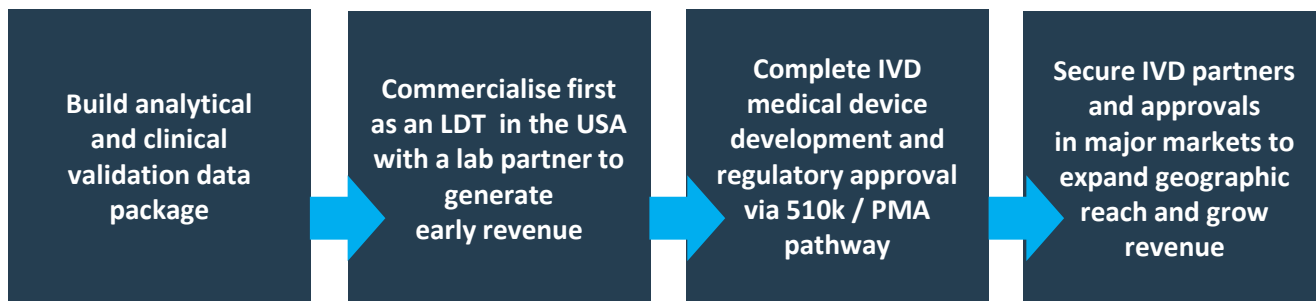 Build analytical
and clinical
validation data
package
Commercialise first
as an LDT in the USA
with a lab partner to
generate
early revenue
Complete IVD
medical device
development and
regulatory approval
via 510k / PMA
pathway
Secure IVD partners
and approvals
in major markets to
expand geographic
reach and grow
revenue